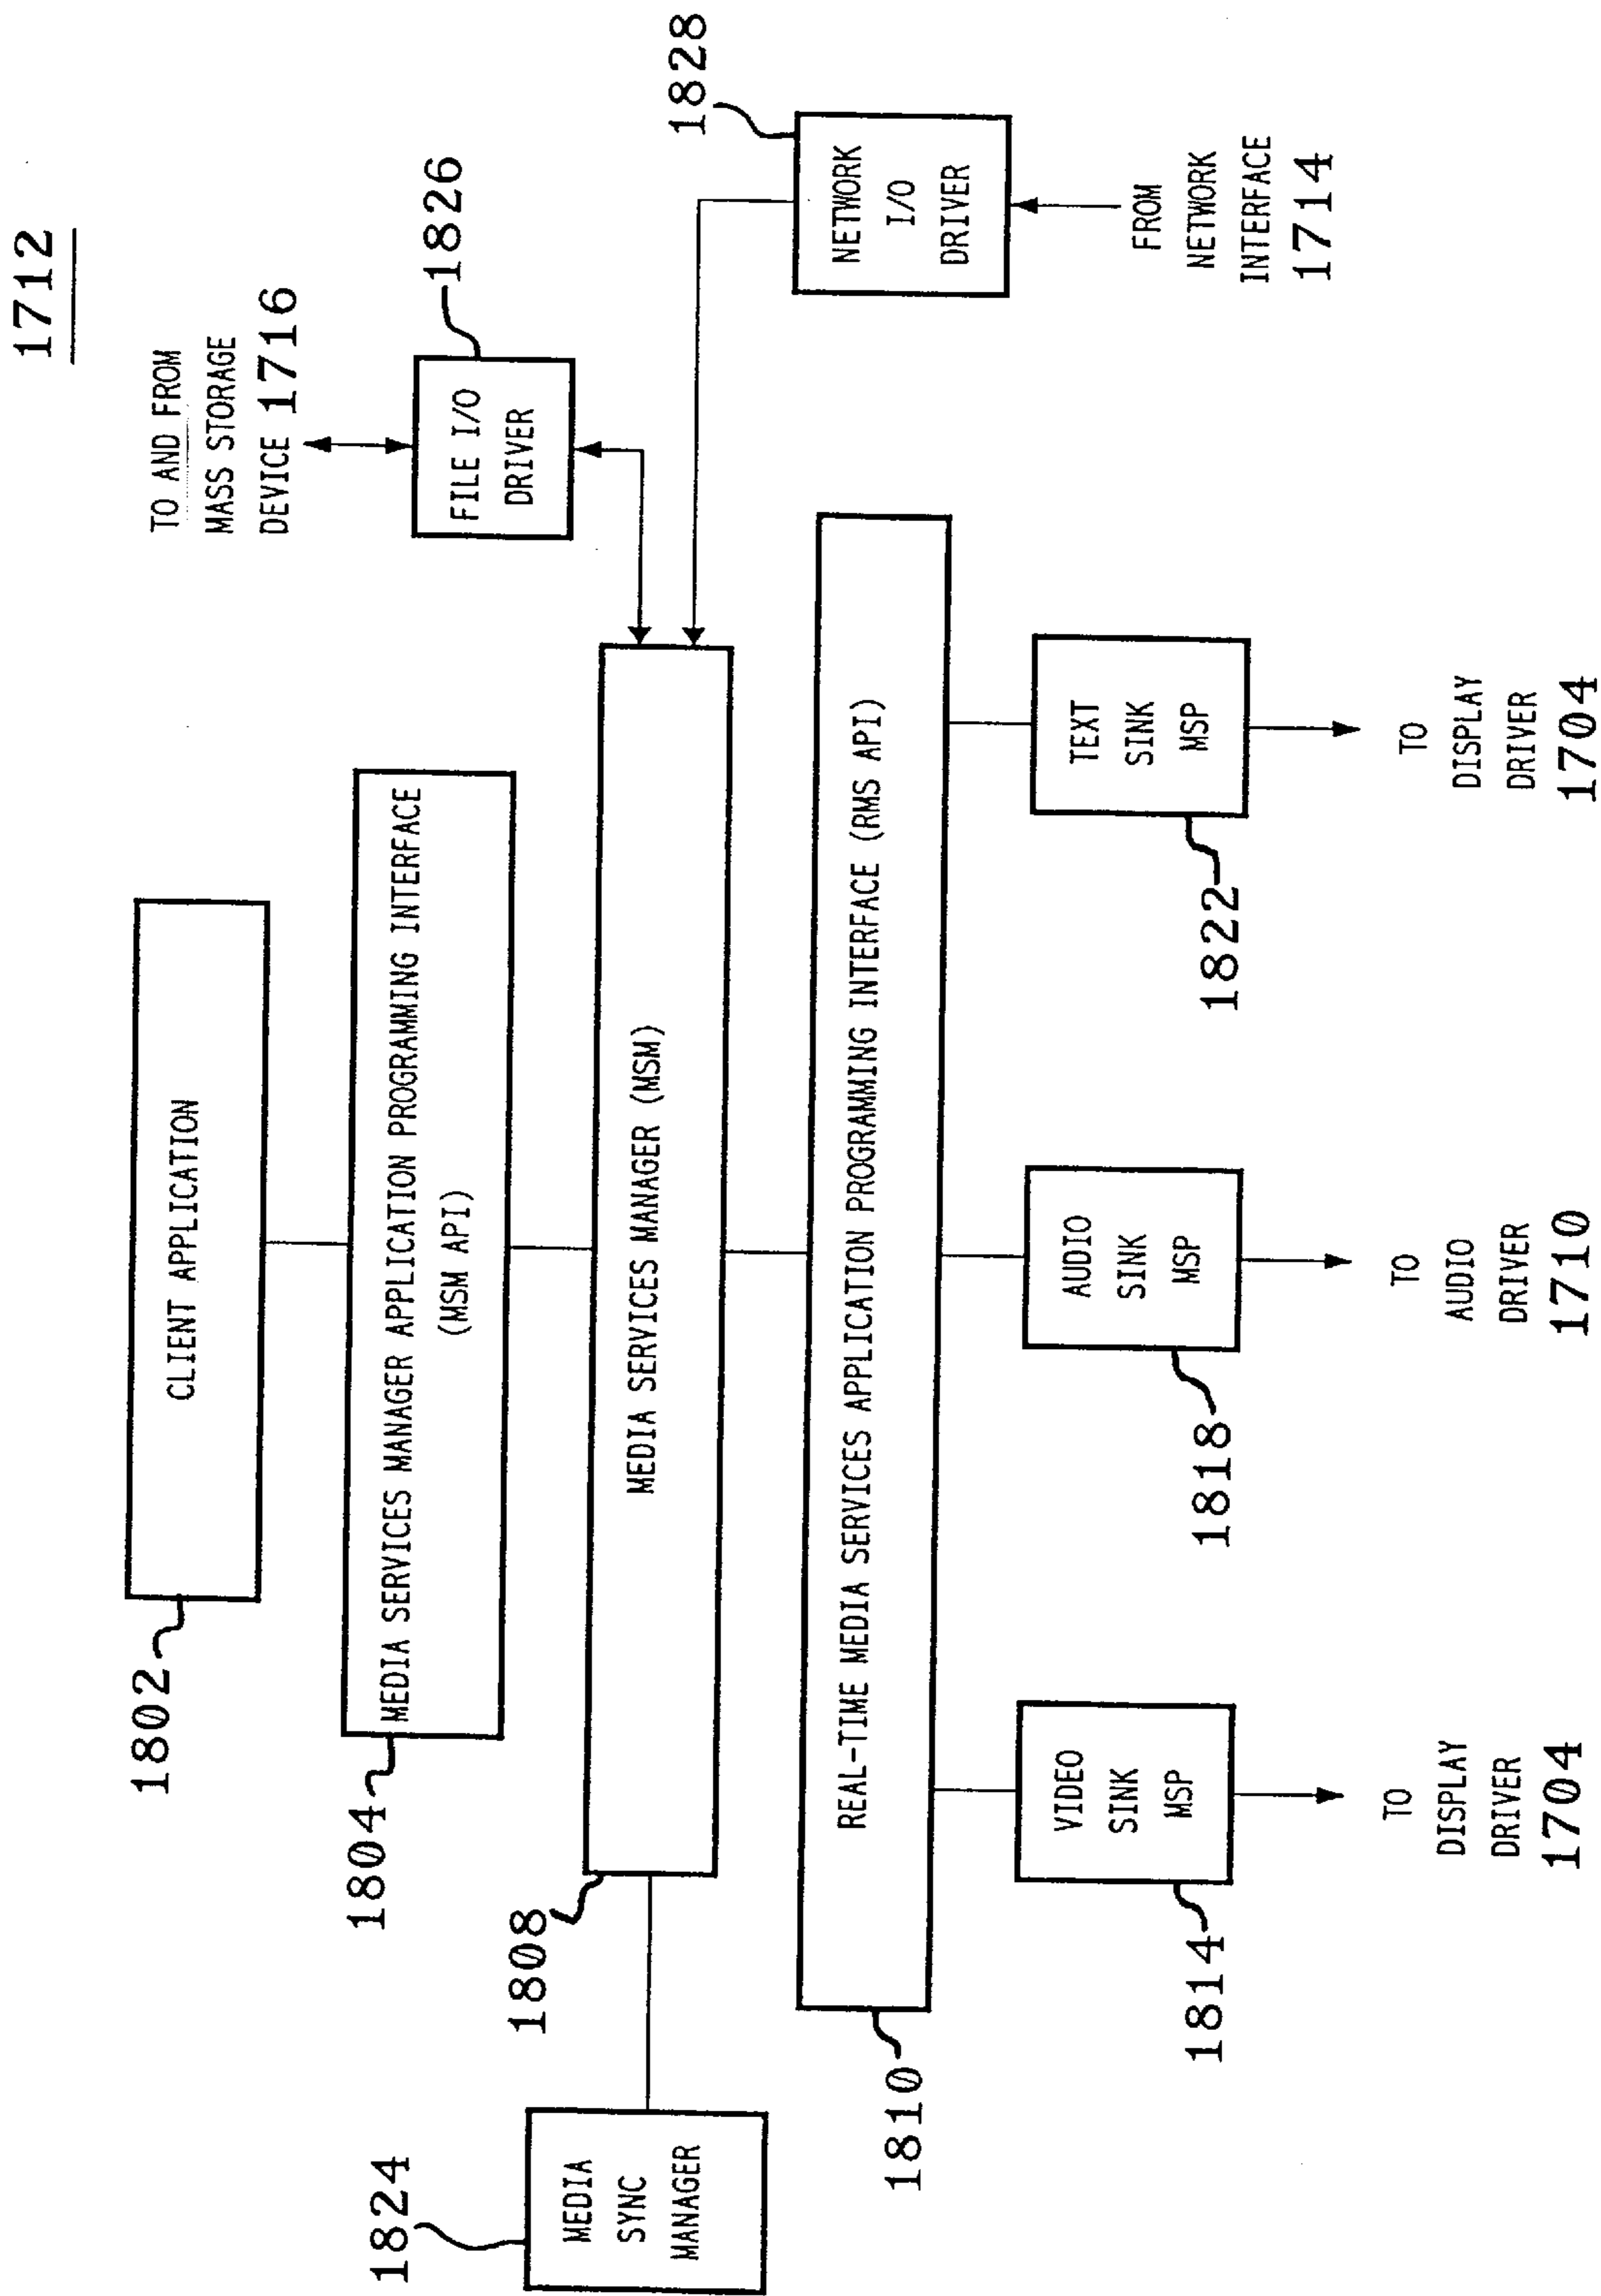 1712
TO AND FROM
MASS STORAGE
DEVICE 1716
1826
FILE I/O
DRIVER
1828
NETWORK
I/O
DRIVER
FROM
NETWORK
INTERFACE
1714
1802
CLIENT APPLICATION
1804
MEDIA SERVICES MANAGER APPLICATION PROGRAMMING INTERFACE
(MSM API)
1808
MEDIA SERVICES MANAGER (MSM)
1824
MEDIA
SYNC
MANAGER
1810
REAL-TIME MEDIA SERVICES APPLICATION PROGRAMMING INTERFACE (RMS API)
1814
VIDEO
SINK
MSP
TO
DISPLAY
DRIVER
1704
1818
AUDIO
SINK
MSP
TO
AUDIO
DRIVER
1710
1822
TEXT
SINK
MSP
TO
DISPLAY
DRIVER
1704